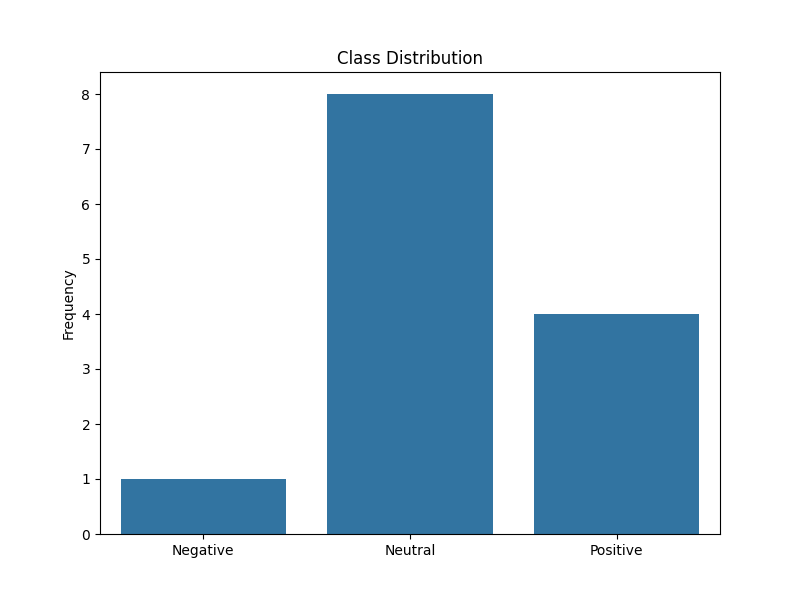 Class Distribution
Frequency
8
7
6
5
4
3
2
1
0
Negative
Neutral
Positive